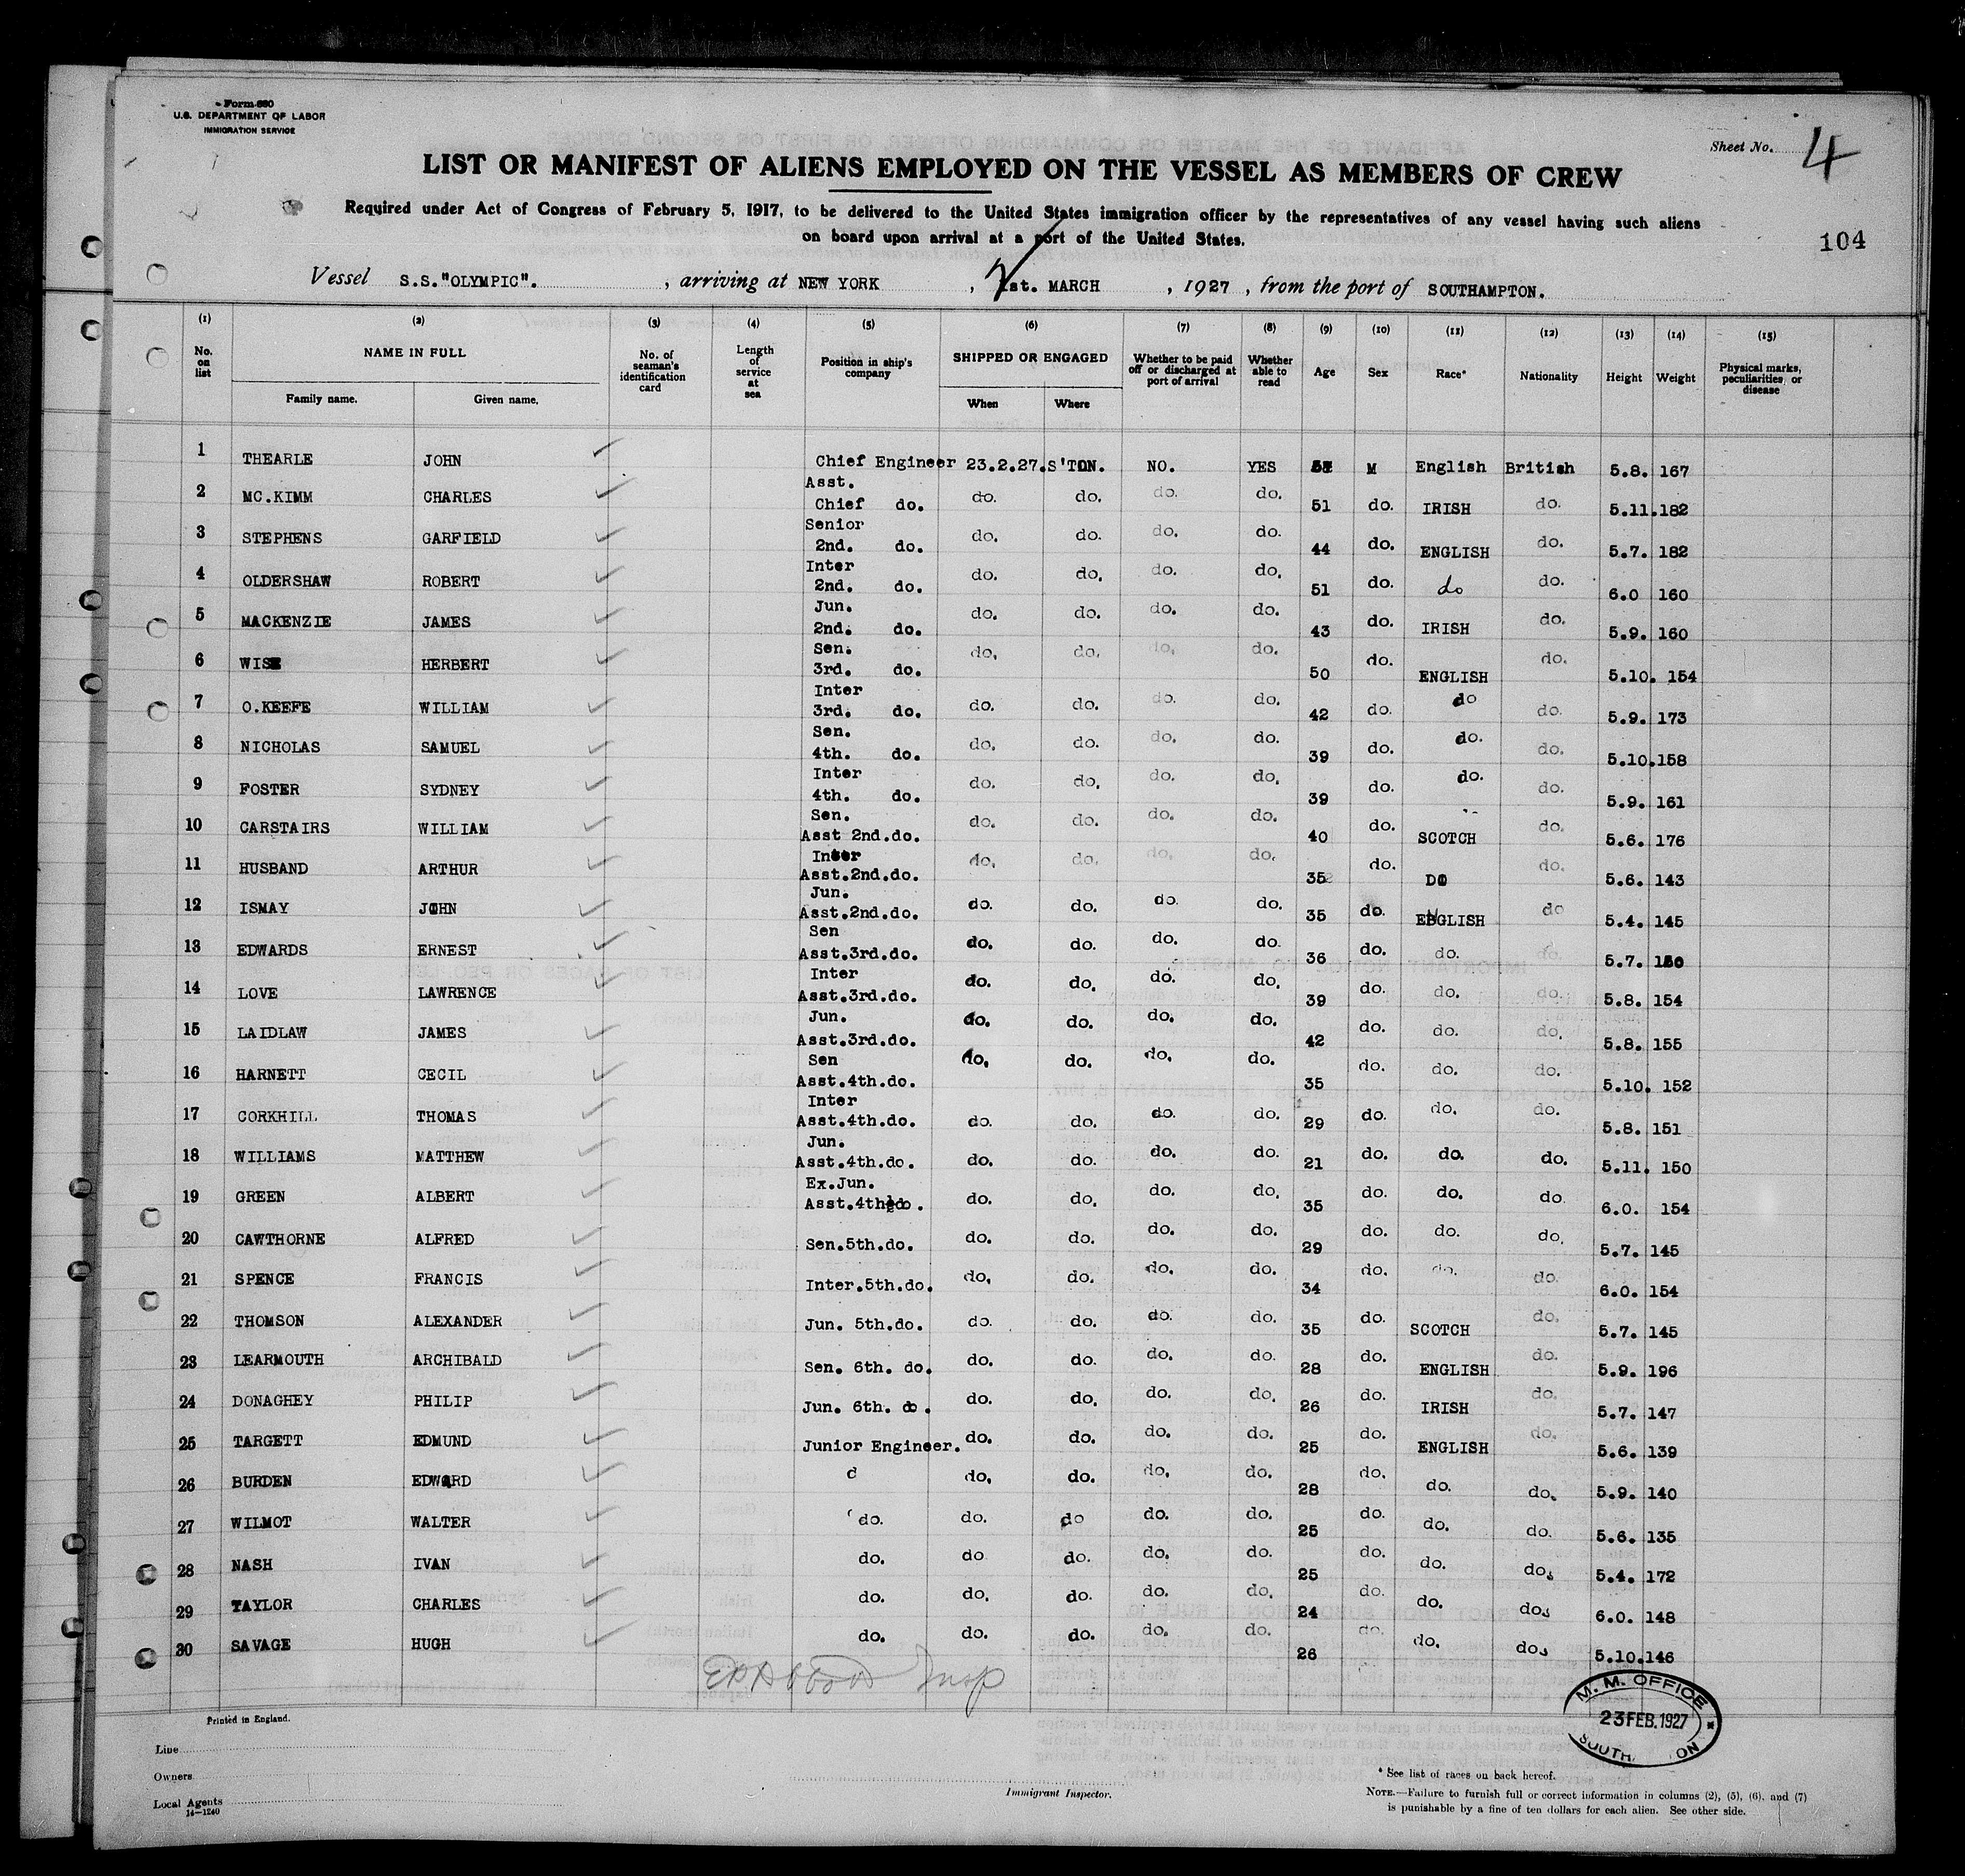 Form 680
U.S. DEPARTMENT OF LABOR
IMMIGRATION SERVICE
Sheet No. 4
LIST OR MANIFEST OF ALIENS EMPLOYED ON THE VESSEL AS MEMBERS OF CREW
Required under Act of Congress of February 5, 1917, to be delivered to the United States immigration officer by the representatives of any vessel having such aliens
on board upon arrival at a port of the United States.
104
Vessel S.S."OLYMPIC". , arriving at NEW YORK , st. MARCH , 1927 , from the port of SOUTHAMPTON.
(1) (2) (3) (4) (5) (6) (7) (8) (9) (10) (11) (12) (13) (14) (15)
No. on list NAME IN FULL No. of seaman's identification card Length of service at sea Position in ship's company SHIPPED OR ENGAGED Whether to be paid off or discharged at port of arrival Whether able to read Age Sex Race* Nationality Height Weight Physical marks, peculiarities, or disease
Family name. Given name. When Where
1 THEARLE JOHN Chief Engineer 23.2.27. S'TON. NO. YES M English British 5.8. 167
2 MC.KIMM CHARLES Asst. Chief do. do. do. do. do. 51 do. IRISH do. 5.11. 182
3 STEPHENS GARFIELD Senior 2nd. do. do. do. do. do. 44 do. ENGLISH do. 5.7. 182
4 OLDERSHAW ROBERT Inter 2nd. do. do. do. do. do. 51 do. do do. 6.0 160
5 MACKENZIE JAMES Jun. 2nd. do. do. do. do. do. 43 do. IRISH do. 5.9. 160
6 WISE HERBERT Sen. 3rd. do. do. do. do. do. 50 do. ENGLISH do. 5.10. 154
7 O.KEEFE WILLIAM Inter 3rd. do. do. do. do. do. 42 do. do do. 5.9. 173
8 NICHOLAS SAMUEL Sen. 4th. do. do. do. do. do. 39 do. do. do. 5.10. 158
9 FOSTER SYDNEY Inter 4th. do. do. do. do. do. 39 do. do. do. 5.9. 161
10 CARSTAIRS WILLIAM Sen. Asst 2nd.do. do. do. do. do. 40 do. SCOTCH do. 5.6. 176
11 HUSBAND ARTHUR Inter Asst.2nd.do. do. do. do. do. 35 do. DO do. 5.6. 143
12 ISMAY JOHN Jun. Asst.2nd.do. do. do. do. do. 35 do. ENGLISH do 5.4. 145
13 EDWARDS ERNEST Sen Asst.3rd.do. do. do. do. do. 36 do. do. do. 5.7. 150
14 LOVE LAWRENCE Inter Asst.3rd.do. do. do. do. do. 39 do. do. do. 5.8. 154
15 LAIDLAW JAMES Jun. Asst.3rd.do. do. do. do. do. 42 do. do. do. 5.8. 155
16 HARNETT CECIL Sen Asst.4th.do. do. do. do. do. 35 do. do. do. 5.10. 152
17 CORKHILL THOMAS Inter Asst.4th.do. do. do. do. do. 29 do. do. do. 5.8. 151
18 WILLIAMS MATTHEW Jun. Asst.4th.do. do. do. do. do. 21 do. do. do. 5.11. 150
19 GREEN ALBERT Ex.Jun. Asst.4th.do. do. do. do. do. 35 do. do. do. 6.0. 154
20 CAWTHORNE ALFRED Sen.5th.do. do. do. do. do. 29 do. do. do. 5.7. 145
21 SPENCE FRANCIS Inter.5th.do. do. do. do. do. 34 do. do. do. 6.0. 154
22 THOMSON ALEXANDER Jun. 5th.do. do. do. do. do. 35 do. SCOTCH do. 5.7. 145
23 LEARMOUTH ARCHIBALD Sen. 6th. do. do. do. do. do. 28 do. ENGLISH do. 5.9. 196
24 DONAGHEY PHILIP Jun. 6th. do. do. do. do. do. 26 do. IRISH do. 5.7. 147
25 TARGETT EDMUND Junior Engineer. do. do. do. do. 25 do. ENGLISH do. 5.6. 139
26 BURDEN EDWARD d do. do. do. do. 28 do. do. do. 5.9. 140
27 WILMOT WALTER do. do. do do. do. 25 do. do. do. 5.6. 135
28 NASH IVAN do. do do. do. do. 25 do. do. do. 5.4. 172
29 TAYLOR CHARLES do. do. do. do. do. 24 do. do. do. 6.0. 148
30 SAVAGE HUGH do. do. do. do. do. 26 do. do. do. 5.10. 146
Insp
M. M. OFFICE
23 FEB. 1927
Printed in England.
Line
Owners
Local Agents
14-1240
Immigrant Inspector.
* See list of races on back hereof.
NOTE.—Failure to furnish full or correct information in columns (2), (5), (6), and (7)
is punishable by a fine of ten dollars for each alien. See other side.